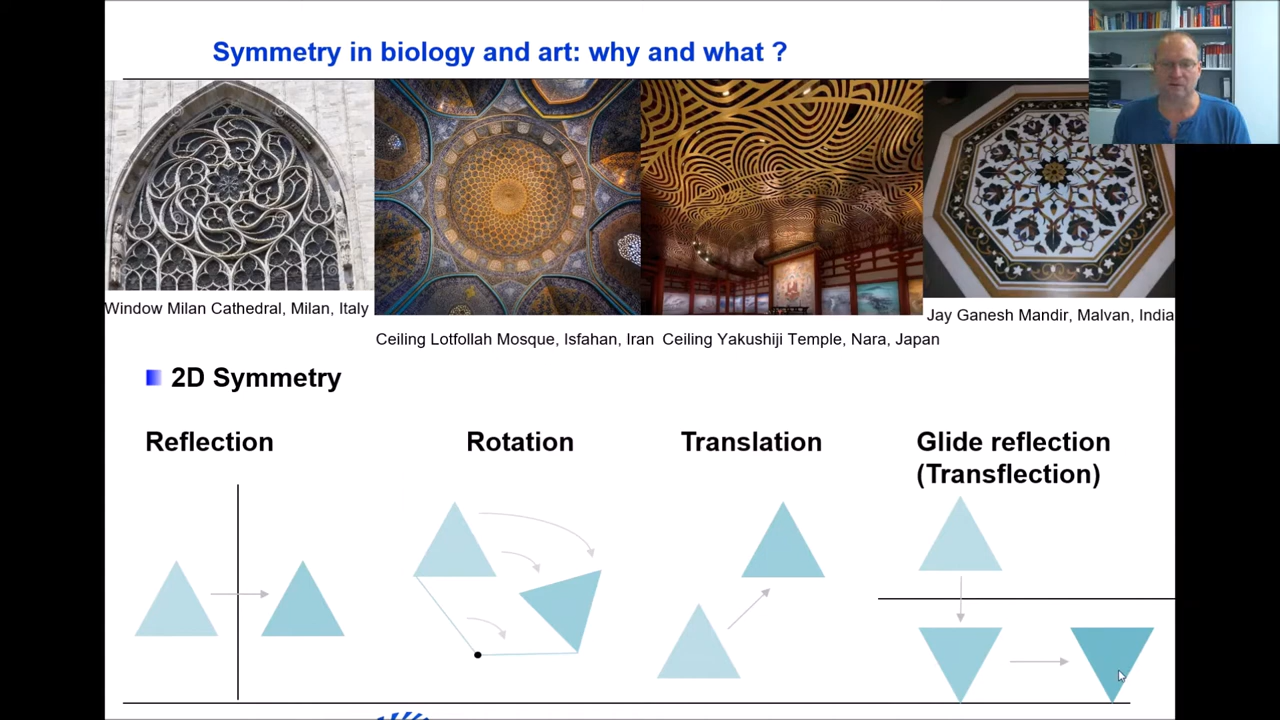 Symmetry in biology and art: why and what ?
Window Milan Cathedral, Milan, Italy
Ceiling Lotfollah Mosque, Isfahan, Iran
Ceiling Yakushiji Temple, Nara, Japan
Jay Ganesh Mandir, Malvan, India
2D Symmetry
Reflection
Rotation
Translation
Glide reflection
(Transflection)